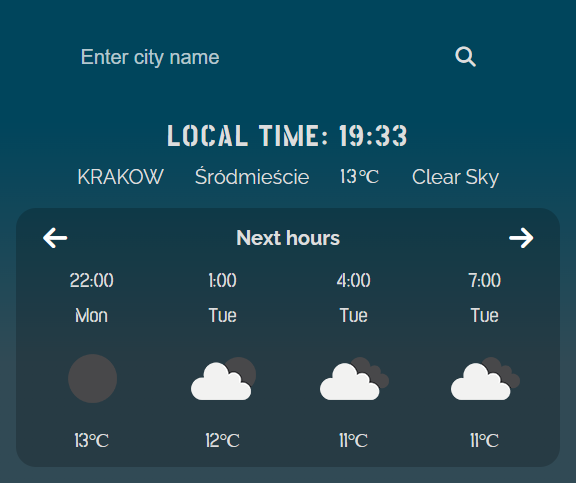 Enter city name
LOCAL TIME: 19:33
KRAKOW Śródmieście 13°C Clear Sky
Next hours
22:00 1:00 4:00 7:00
Mon Tue Tue Tue
13°C 12°C 11°C 11°C